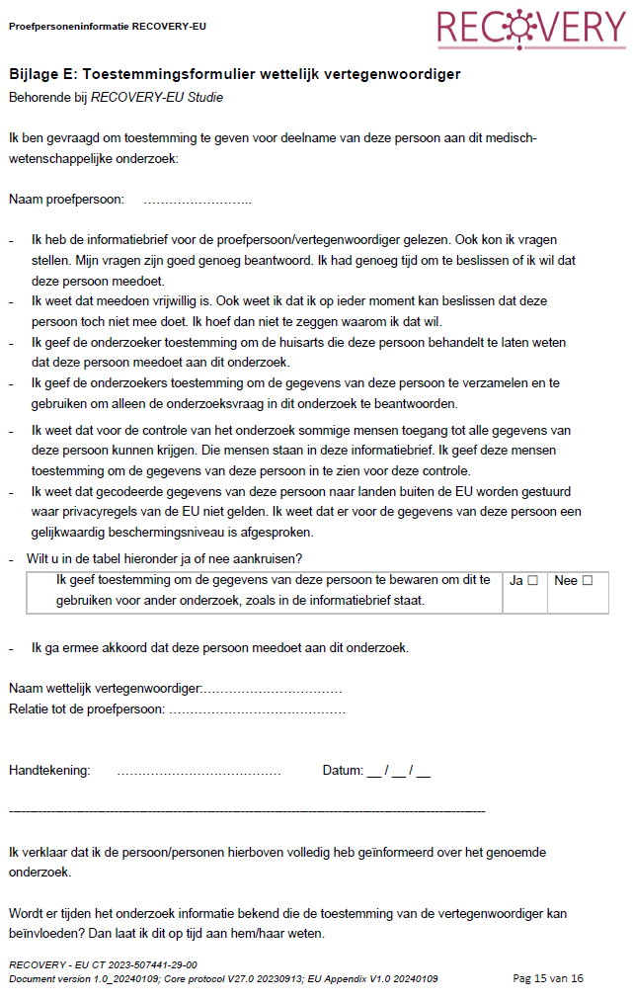 Proefpersoneninformatie RECOVERY-EU
RECOVERY
Bijlage E: Toestemmingsformulier wettelijk vertegenwoordiger
Behorende bij RECOVERY-EU Studie
Ik ben gevraagd om toestemming te geven voor deelname van deze persoon aan dit medisch-
wetenschappelijke onderzoek:
Naam proefpersoon: ……………………..
- Ik heb de informatiebrief voor de proefpersoon/vertegenwoordiger gelezen. Ook kon ik vragen
stellen. Mijn vragen zijn goed genoeg beantwoord. Ik had genoeg tijd om te beslissen of ik wil dat
deze persoon meedoet.
- Ik weet dat meedoen vrijwillig is. Ook weet ik dat ik op ieder moment kan beslissen dat deze
persoon toch niet mee doet. Ik hoef dan niet te zeggen waarom ik dat wil.
- Ik geef de onderzoeker toestemming om de huisarts die deze persoon behandelt te laten weten
dat deze persoon meedoet aan dit onderzoek.
- Ik geef de onderzoekers toestemming om de gegevens van deze persoon te verzamelen en te
gebruiken om alleen de onderzoeksvraag in dit onderzoek te beantwoorden.
- Ik weet dat voor de controle van het onderzoek sommige mensen toegang tot alle gegevens van
deze persoon kunnen krijgen. Die mensen staan in deze informatiebrief. Ik geef deze mensen
toestemming om de gegevens van deze persoon in te zien voor deze controle.
- Ik weet dat gecodeerde gegevens van deze persoon naar landen buiten de EU worden gestuurd
waar privacyregels van de EU niet gelden. Ik weet dat er voor de gegevens van deze persoon een
gelijkwaardig beschermingsniveau is afgesproken.
- Wilt u in de tabel hieronder ja of nee aankruisen?
Ik geef toestemming om de gegevens van deze persoon te bewaren om dit te Ja ☐ Nee ☐
gebruiken voor ander onderzoek, zoals in de informatiebrief staat.
- Ik ga ermee akkoord dat deze persoon meedoet aan dit onderzoek.
Naam wettelijk vertegenwoordiger:……………………………
Relatie tot de proefpersoon: ……………………………………
Handtekening: ………………………………… Datum: __ / __ / __
-----------------------------------------------------------------------------------------------------------------
Ik verklaar dat ik de persoon/personen hierboven volledig heb geïnformeerd over het genoemde
onderzoek.
Wordt er tijden het onderzoek informatie bekend die de toestemming van de vertegenwoordiger kan
beïnvloeden? Dan laat ik dit op tijd aan hem/haar weten.
RECOVERY - EU CT 2023-507441-29-00
Document version 1.0_20240109; Core protocol V27.0 20230913; EU Appendix V1.0 20240109 Pag 15 van 16